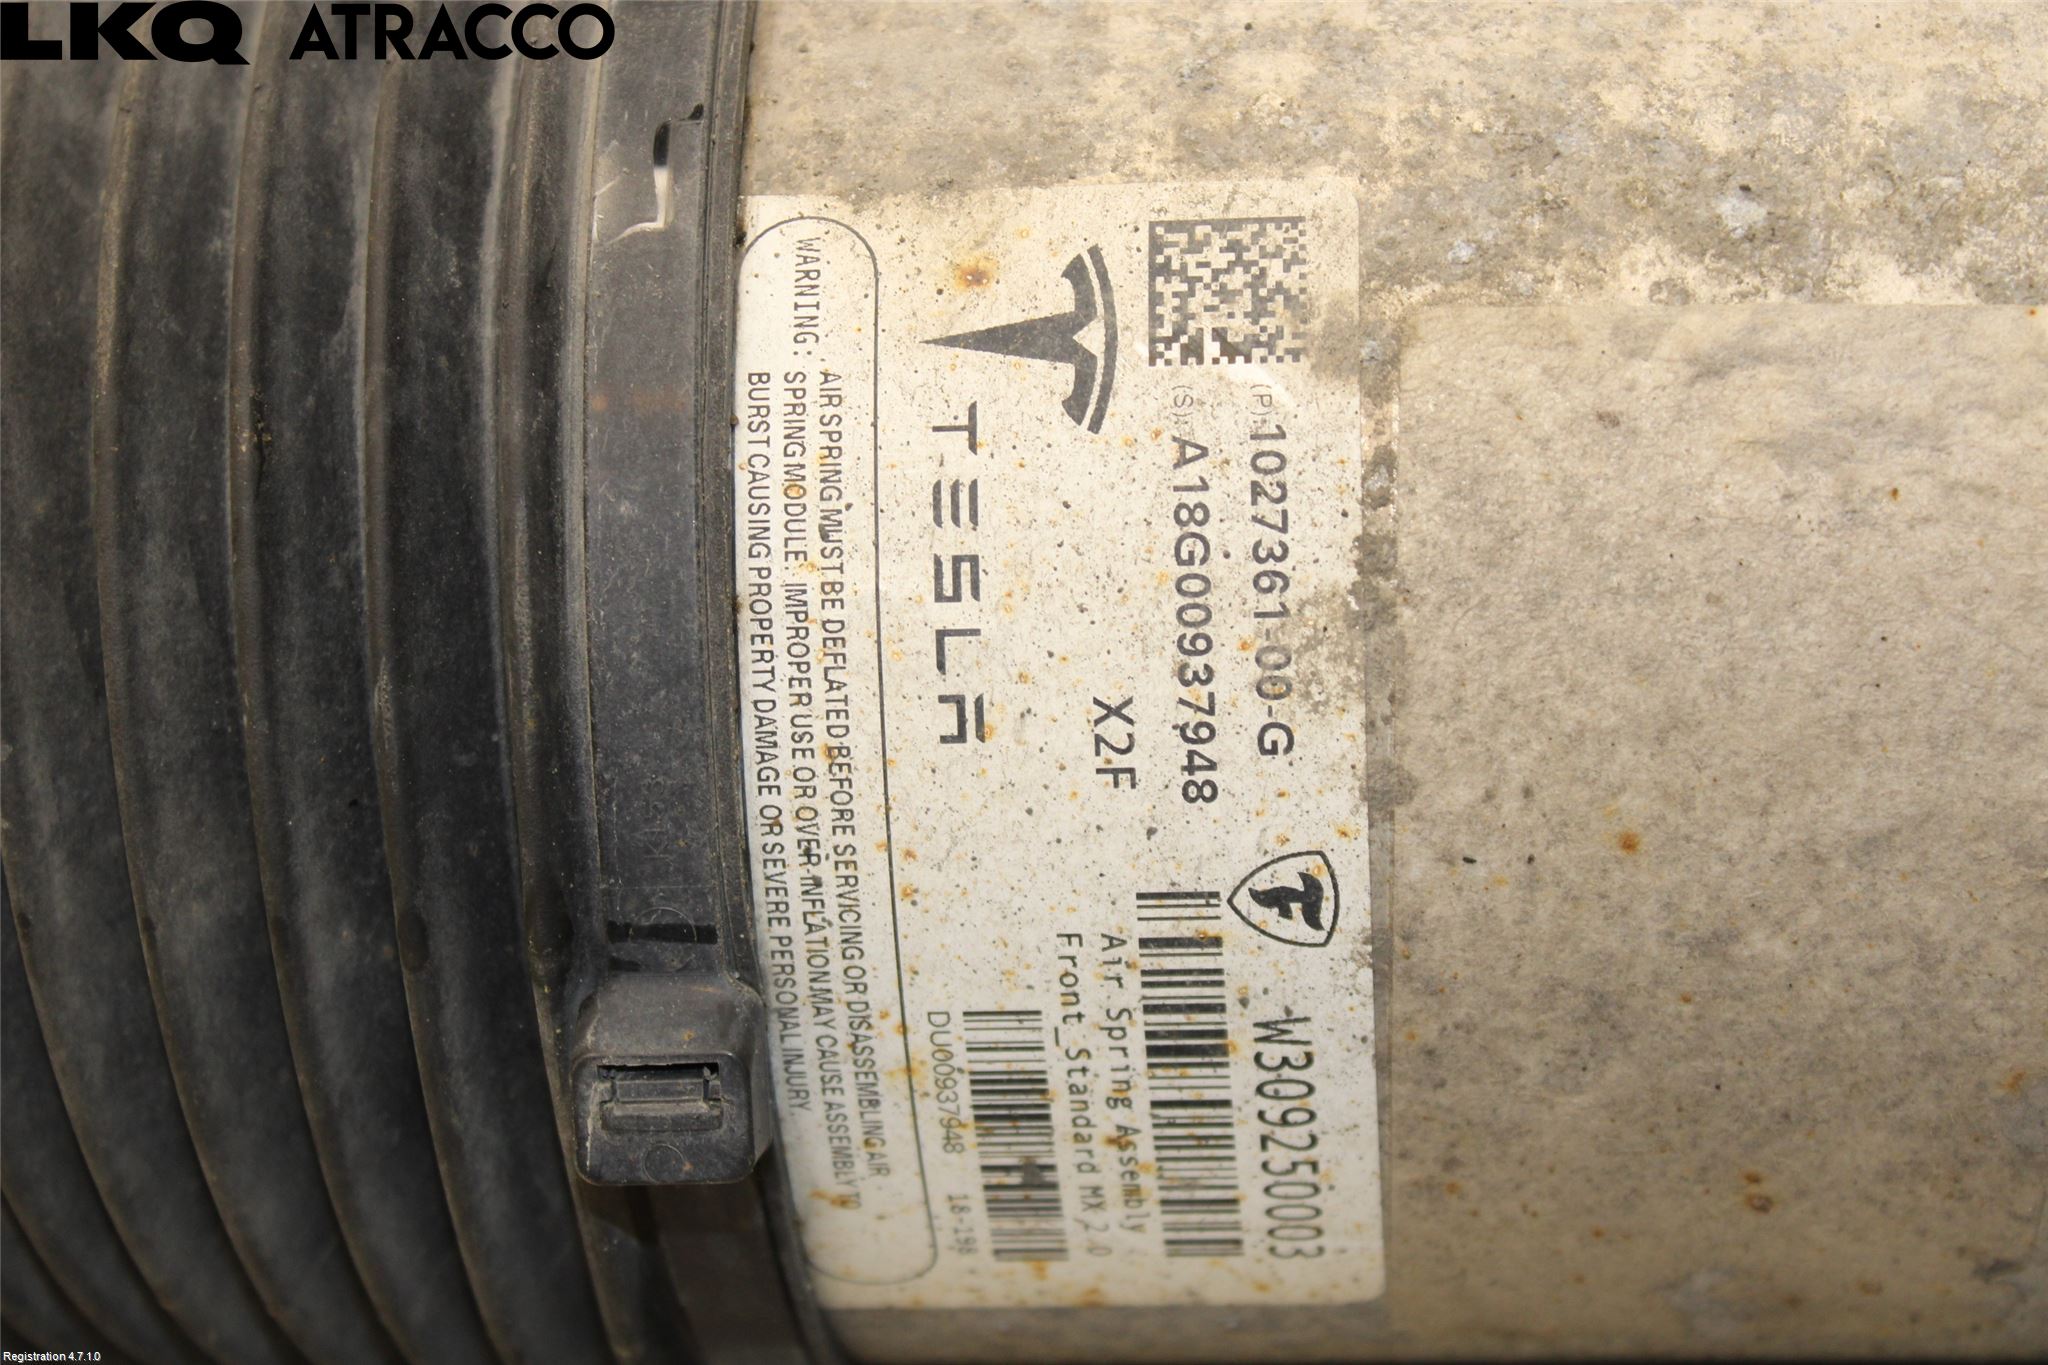 LKQ ATRACCO
(P) 1027361-00-G
(S) A18G00937948
X2F
W3092500003
Air Spring Assembly
Front_Standard MX 2.0
TESLA
DU00937948 18-198
WARNING: AIR SPRING MUST BE DEFLATED BEFORE SERVICING OR DISASSEMBLING AIR
SPRING MODULE. IMPROPER USE OR OVER-INFLATION MAY CAUSE ASSEMBLY TO
BURST CAUSING PROPERTY DAMAGE OR SEVERE PERSONAL INJURY.
Registration 4.7.1.0